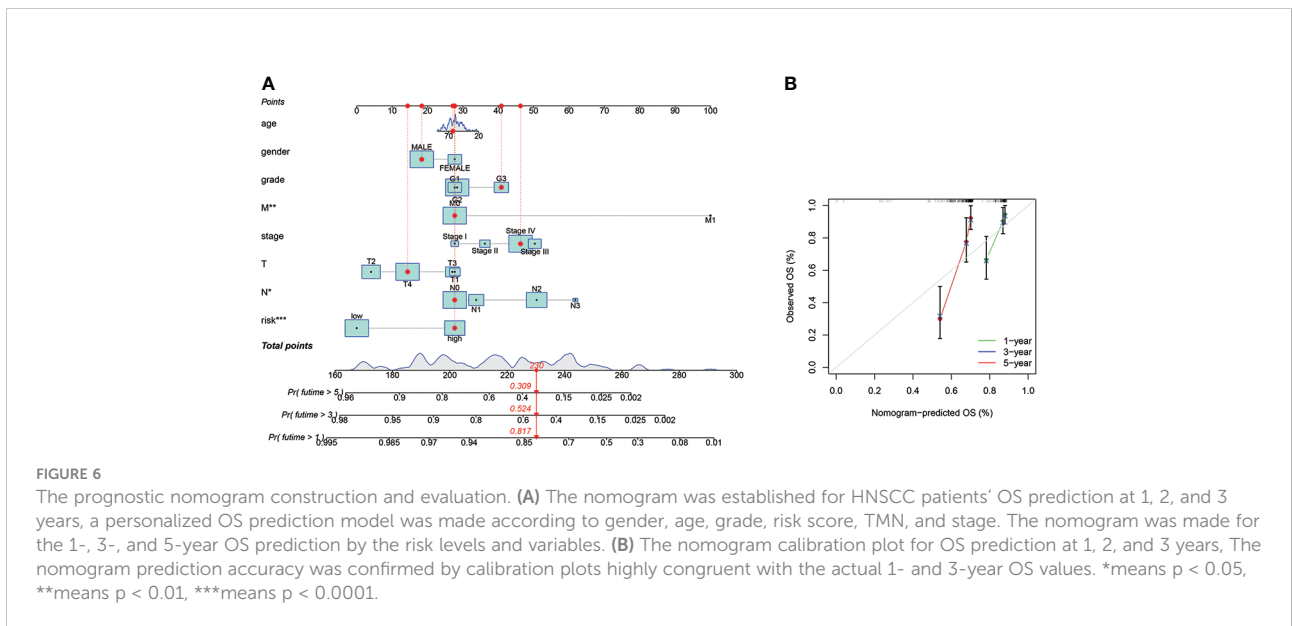 A
B
Points
0 10 20 30 40 50 60 70 80 90 100
age
70 20
gender
MALE
FEMALE
grade
G1 G3
G2
M**
M0
M1
stage
Stage I Stage II Stage IV Stage III
T
T2 T4 T3 T1
N*
N0 N1 N2 N3
risk***
low
high
Total points
230
160 180 200 220 240 260 280 300
0.309
Pr( futime > 5 )
0.96 0.9 0.8 0.6 0.4 0.15 0.025 0.002
0.524
Pr( futime > 3 )
0.98 0.95 0.9 0.8 0.6 0.4 0.15 0.025 0.002
0.817
Pr( futime > 1 )
0.995 0.985 0.97 0.94 0.85 0.7 0.5 0.3 0.08 0.01
Observed OS (%)
1.0
0.8
0.6
0.4
0.2
0.0
1-year
3-year
5-year
0.0 0.2 0.4 0.6 0.8 1.0
Nomogram-predicted OS (%)
FIGURE 6
The prognostic nomogram construction and evaluation. (A) The nomogram was established for HNSCC patients' OS prediction at 1, 2, and 3
years, a personalized OS prediction model was made according to gender, age, grade, risk score, TMN, and stage. The nomogram was made for
the 1-, 3-, and 5-year OS prediction by the risk levels and variables. (B) The nomogram calibration plot for OS prediction at 1, 2, and 3 years, The
nomogram prediction accuracy was confirmed by calibration plots highly congruent with the actual 1- and 3-year OS values. *means p < 0.05,
**means p < 0.01, ***means p < 0.0001.